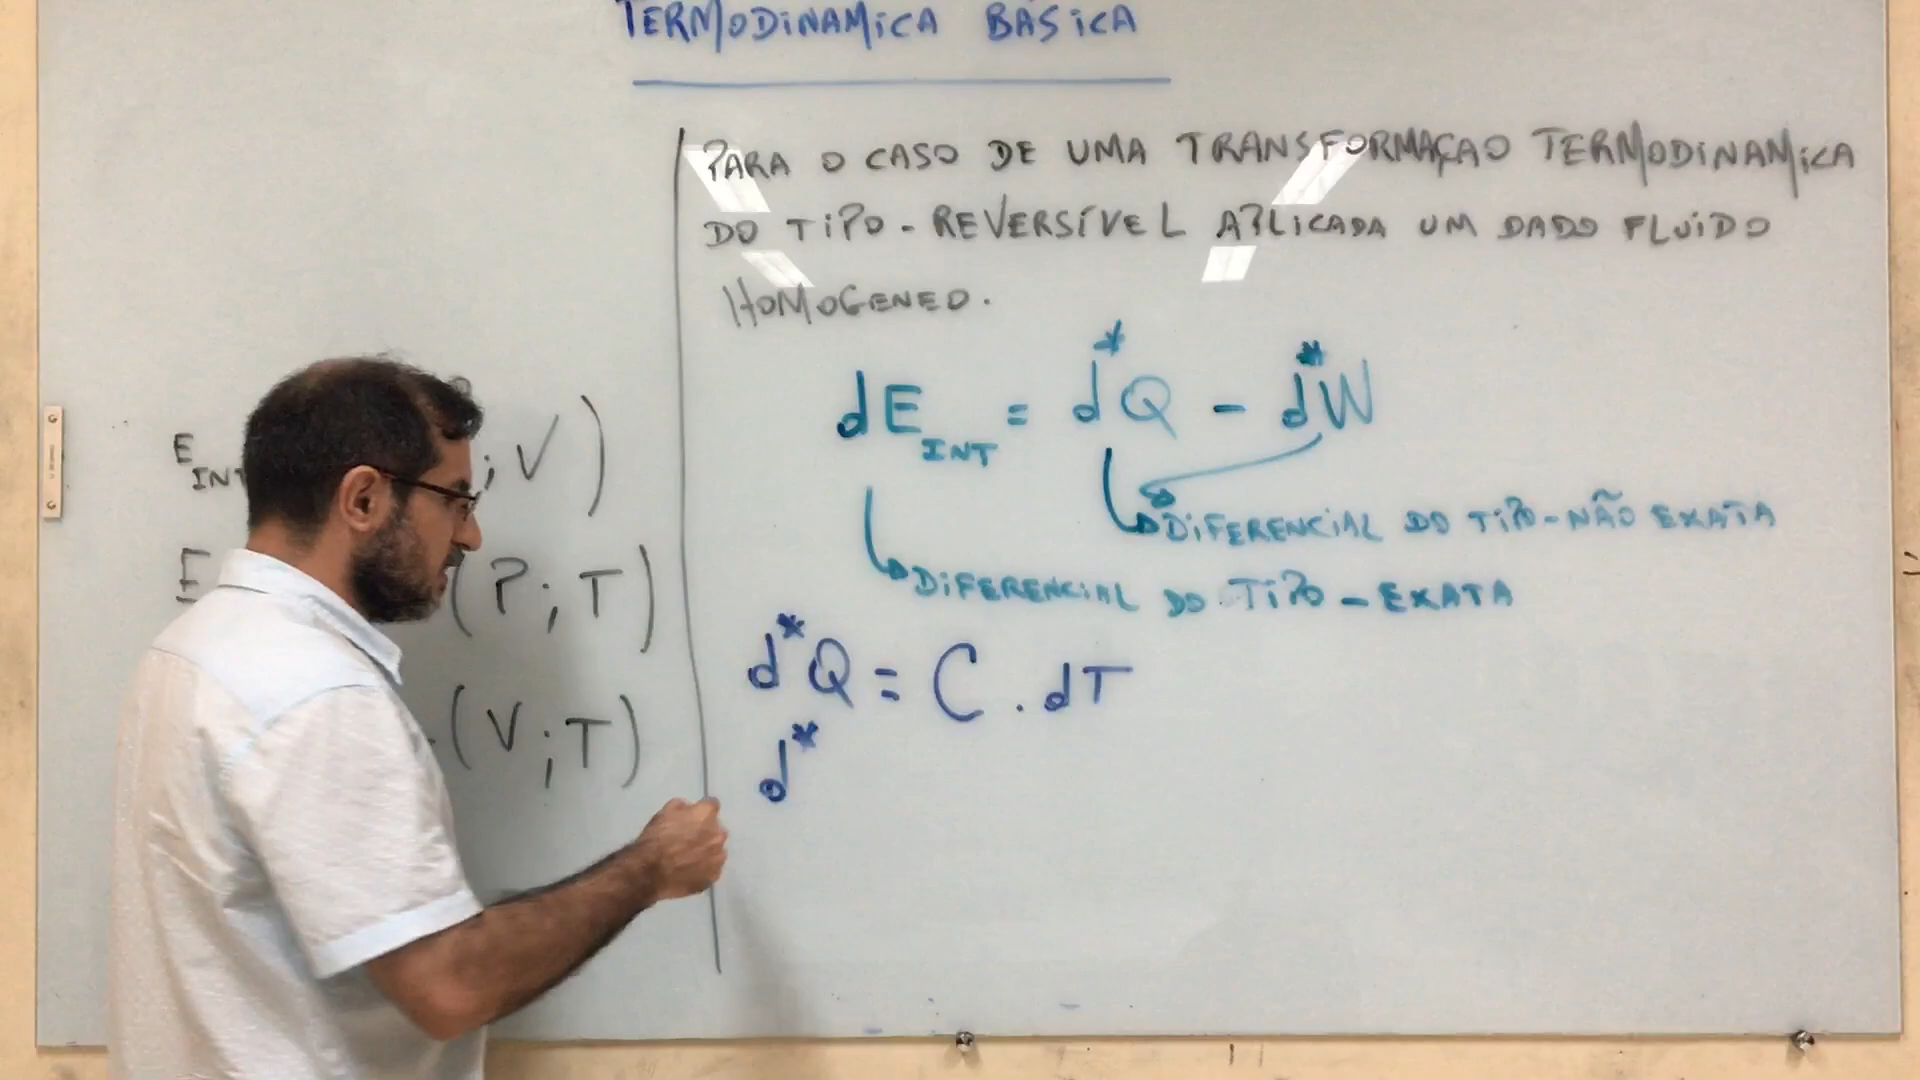 TERMODINAMICA BÁSICA
E INT ; V )
E (P ; T)
(V ; T)
PARA O CASO DE UMA TRANSFORMAÇAO TERMODINAMICA
DO TIPO - REVERSÍVEL APLICADA UM DADO FLUIDO
HOMOGENEO.
dE INT = d*Q - d*W
DIFERENCIAL DO TIPO - NÃO EXATA
DIFERENCIAL DO TIPO - EXATA
d*Q = C . dT
d*